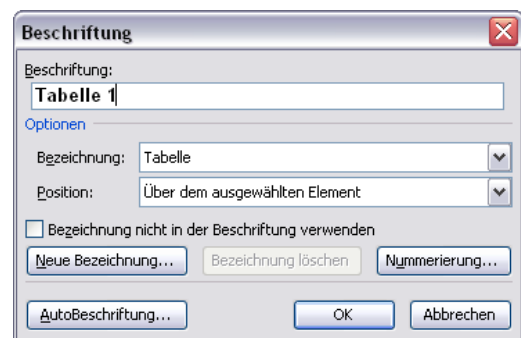 Beschriftung
Beschriftung:
Tabelle 1
Optionen
Bezeichnung: Tabelle
Position: Über dem ausgewählten Element
Bezeichnung nicht in der Beschriftung verwenden
Neue Bezeichnung... Bezeichnung löschen Nummerierung...
AutoBeschriftung... OK Abbrechen